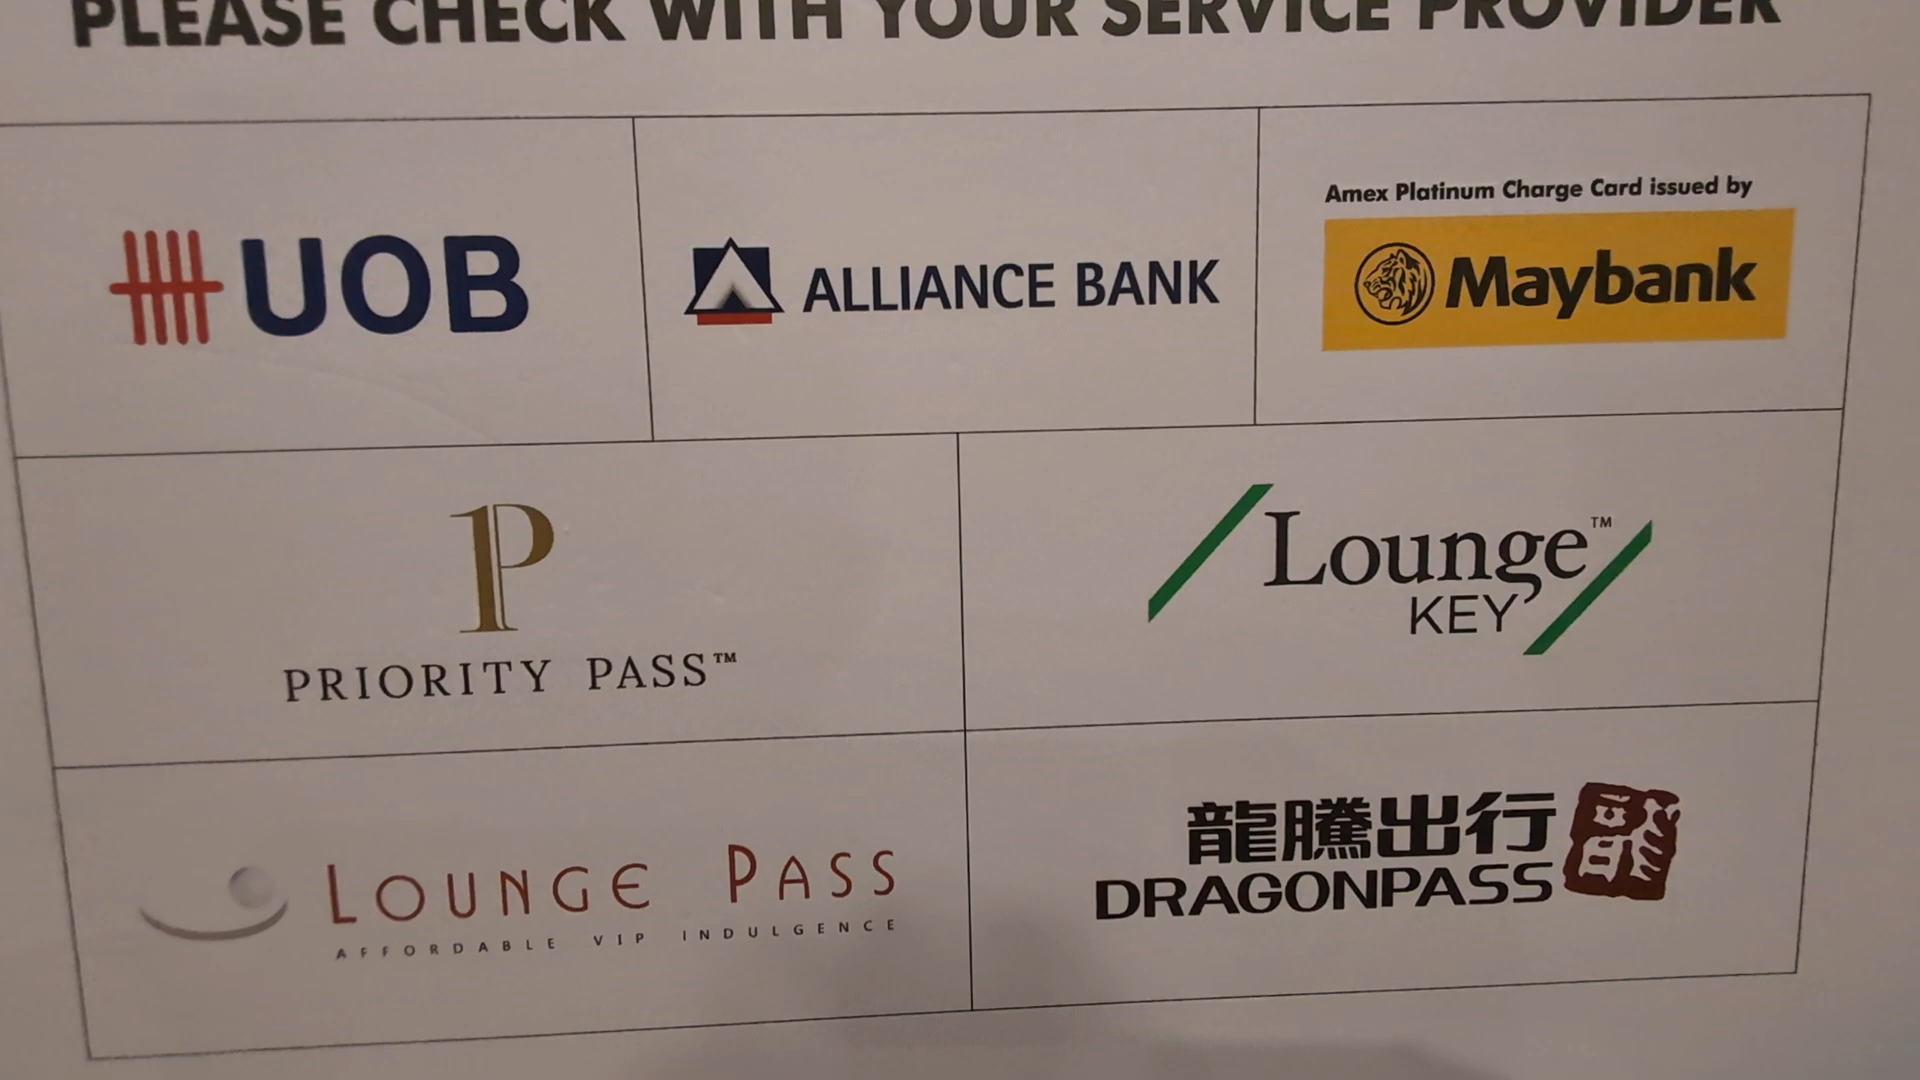 PLEASE CHECK WITH YOUR SERVICE PROVIDER
UOB
ALLIANCE BANK
Amex Platinum Charge Card issued by
Maybank
PRIORITY PASS™
Lounge™
KEY
LOUNGE PASS
AFFORDABLE VIP INDULGENCE
龍騰出行
DRAGONPASS